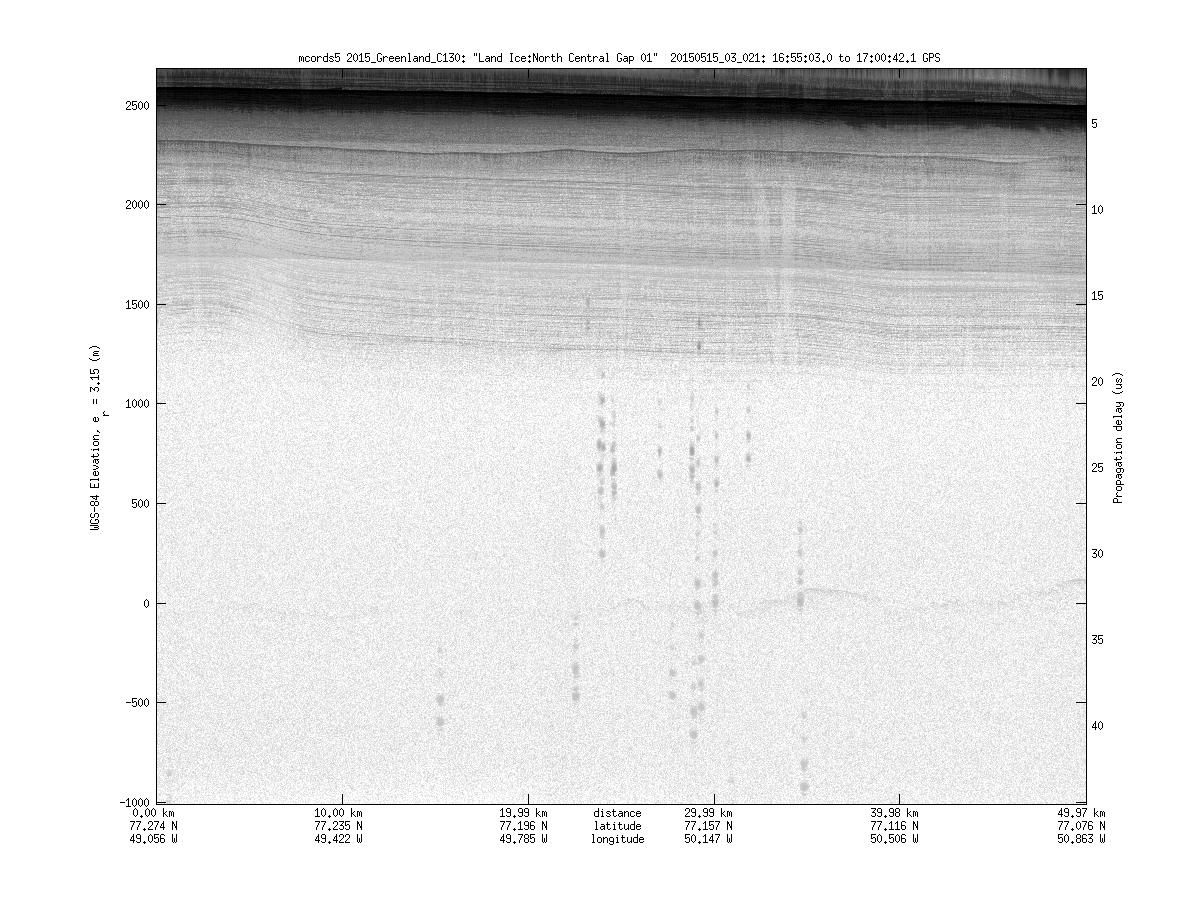 mcords5 2015_Greenland_C130: "Land Ice:North Central Gap 01"  20150515_03_021: 16:55:03.0 to 17:00:42.1 GPS
2500
2000
1500
1000
500
0
-500
-1000
WGS-84 Elevation, e_r = 3.15 (m)
5
10
15
20
25
30
35
40
Propagation delay (us)
0.00 km 10.00 km 19.99 km distance 29.99 km 39.98 km 49.97 km
77.274 N 77.235 N 77.196 N latitude 77.157 N 77.116 N 77.076 N
49.056 W 49.422 W 49.785 W longitude 50.147 W 50.506 W 50.863 W